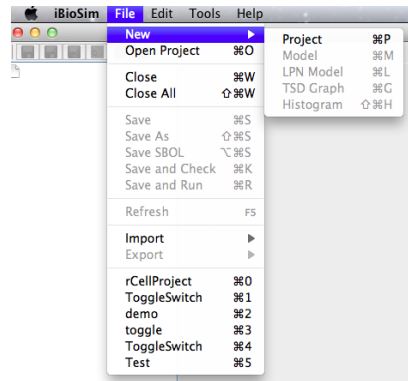 iBioSim File Edit Tools Help
New
Open Project ⌘O
Close ⌘W
Close All ⇧⌘W
Save ⌘S
Save As ⇧⌘S
Save SBOL ⌥⌘S
Save and Check ⌘K
Save and Run ⌘R
Refresh F5
Import
Export
rCellProject ⌘0
ToggleSwitch ⌘1
demo ⌘2
toggle ⌘3
ToggleSwitch ⌘4
Test ⌘5
Project ⌘P
Model ⌘M
LPN Model ⌘L
TSD Graph ⌘G
Histogram ⇧⌘H